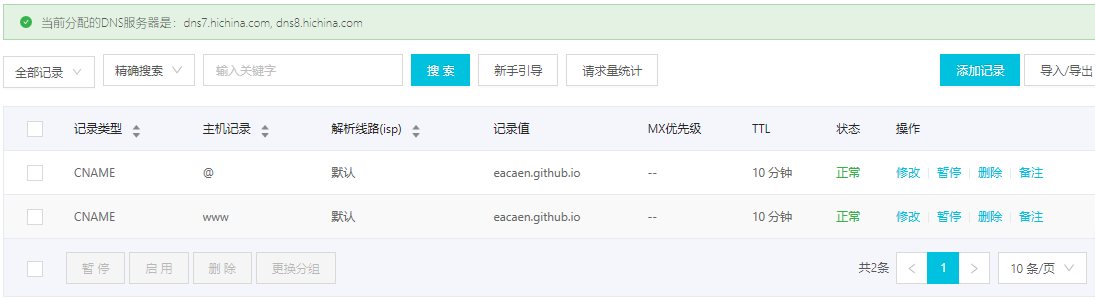 当前分配的DNS服务器是：dns7.hichina.com, dns8.hichina.com
全部记录 精确搜索 输入关键字 搜 索 新手引导 请求量统计 添加记录 导入/导出
记录类型 主机记录 解析线路(isp) 记录值 MX优先级 TTL 状态 操作
CNAME @ 默认 eacaen.github.io -- 10 分钟 正常 修改 暂停 删除 备注
CNAME www 默认 eacaen.github.io -- 10 分钟 正常 修改 暂停 删除 备注
暂 停 启 用 删 除 更换分组 共2条 1 10 条/页